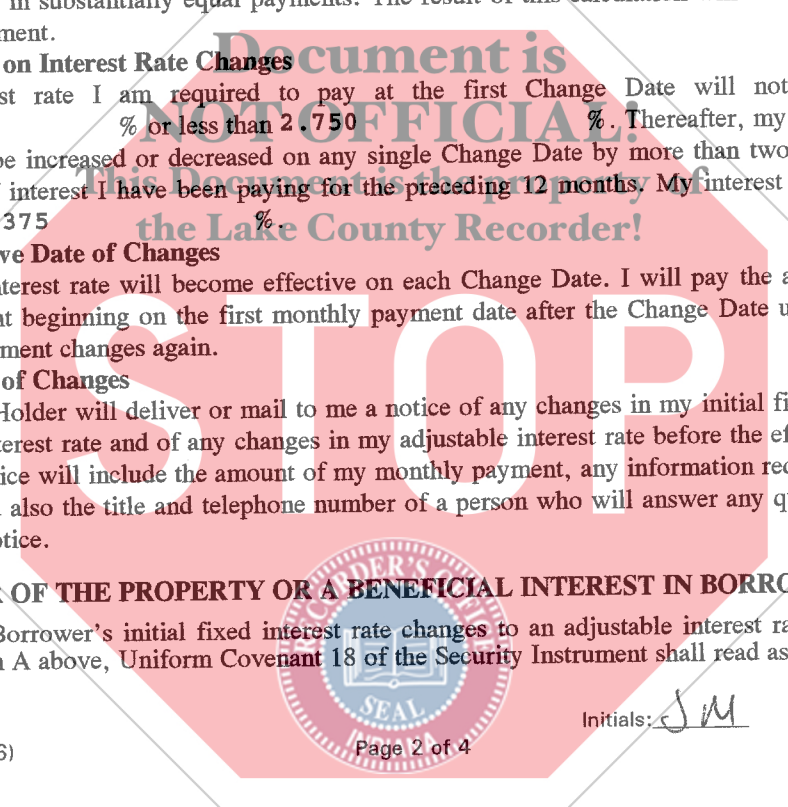 in substantially equal payments. The result of this calculation will
ment.
on Interest Rate Changes
st rate I am required to pay at the first Change Date will not
% or less than 2.750 %. Thereafter, my
be increased or decreased on any single Change Date by more than two
interest I have been paying for the preceding 12 months. My interest
375 %.
ve Date of Changes
nterest rate will become effective on each Change Date. I will pay the a
nt beginning on the first monthly payment date after the Change Date u
ment changes again.
of Changes
Holder will deliver or mail to me a notice of any changes in my initial fi
terest rate and of any changes in my adjustable interest rate before the ef
ice will include the amount of my monthly payment, any information rec
also the title and telephone number of a person who will answer any q
otice.
R OF THE PROPERTY OR A BENEFICIAL INTEREST IN BORRO
Borrower's initial fixed interest rate changes to an adjustable interest ra
n A above, Uniform Covenant 18 of the Security Instrument shall read as
Initials: JM
6)
Page 2 of 4
Document is
NOT OFFICIAL!
This Document is the property of
the Lake County Recorder!
STOP
RECORDER'S OFFICE
SEAL
INDIANA